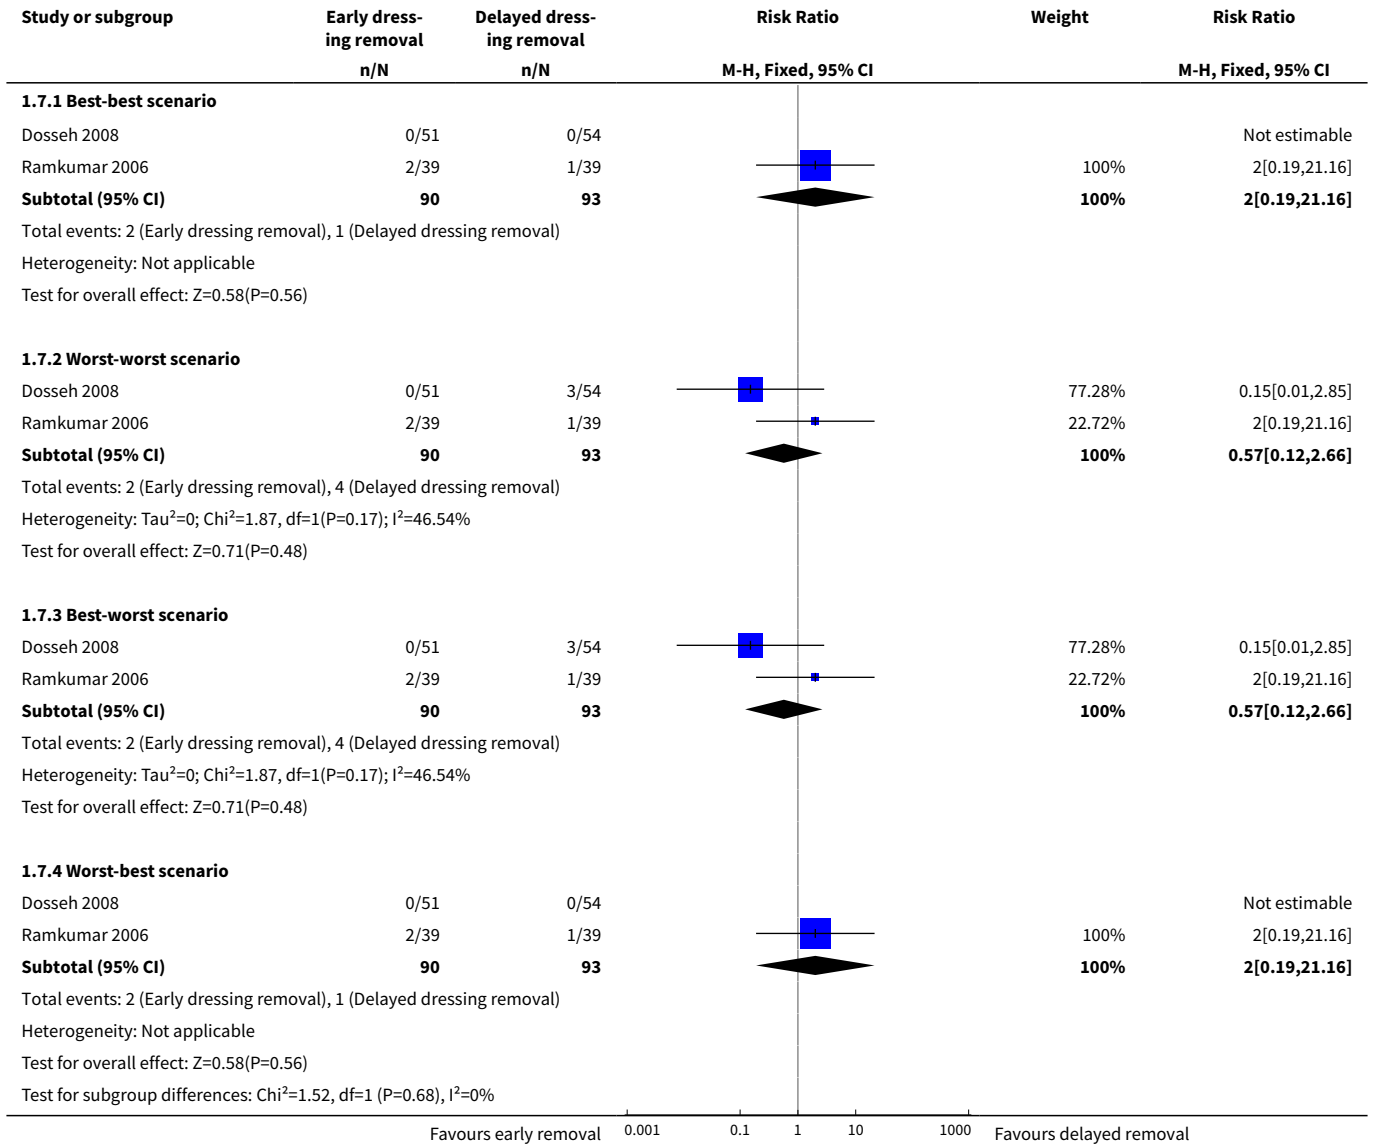 Study or subgroup Early dress- Delayed dress- Risk Ratio Weight Risk Ratio
ing removal ing removal
n/N n/N M-H, Fixed, 95% CI M-H, Fixed, 95% CI
1.7.1 Best-best scenario
Dosseh 2008 0/51 0/54 Not estimable
Ramkumar 2006 2/39 1/39 100% 2[0.19,21.16]
Subtotal (95% CI) 90 93 100% 2[0.19,21.16]
Total events: 2 (Early dressing removal), 1 (Delayed dressing removal)
Heterogeneity: Not applicable
Test for overall effect: Z=0.58(P=0.56)
1.7.2 Worst-worst scenario
Dosseh 2008 0/51 3/54 77.28% 0.15[0.01,2.85]
Ramkumar 2006 2/39 1/39 22.72% 2[0.19,21.16]
Subtotal (95% CI) 90 93 100% 0.57[0.12,2.66]
Total events: 2 (Early dressing removal), 4 (Delayed dressing removal)
Heterogeneity: Tau²=0; Chi²=1.87, df=1(P=0.17); I²=46.54%
Test for overall effect: Z=0.71(P=0.48)
1.7.3 Best-worst scenario
Dosseh 2008 0/51 3/54 77.28% 0.15[0.01,2.85]
Ramkumar 2006 2/39 1/39 22.72% 2[0.19,21.16]
Subtotal (95% CI) 90 93 100% 0.57[0.12,2.66]
Total events: 2 (Early dressing removal), 4 (Delayed dressing removal)
Heterogeneity: Tau²=0; Chi²=1.87, df=1(P=0.17); I²=46.54%
Test for overall effect: Z=0.71(P=0.48)
1.7.4 Worst-best scenario
Dosseh 2008 0/51 0/54 Not estimable
Ramkumar 2006 2/39 1/39 100% 2[0.19,21.16]
Subtotal (95% CI) 90 93 100% 2[0.19,21.16]
Total events: 2 (Early dressing removal), 1 (Delayed dressing removal)
Heterogeneity: Not applicable
Test for overall effect: Z=0.58(P=0.56)
Test for subgroup differences: Chi²=1.52, df=1 (P=0.68), I²=0%
Favours early removal 0.001 0.1 1 10 1000 Favours delayed removal